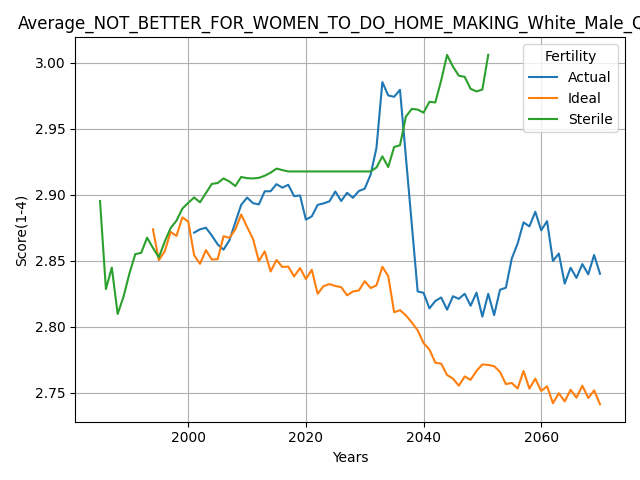 Average_NOT_BETTER_FOR_WOMEN_TO_DO_HOME_MAKING_White_Male_
Fertility
Actual
Ideal
Sterile
3.00
2.95
2.90
2.85
2.80
2.75
Score(1-4)
2000 2020 2040 2060
Years